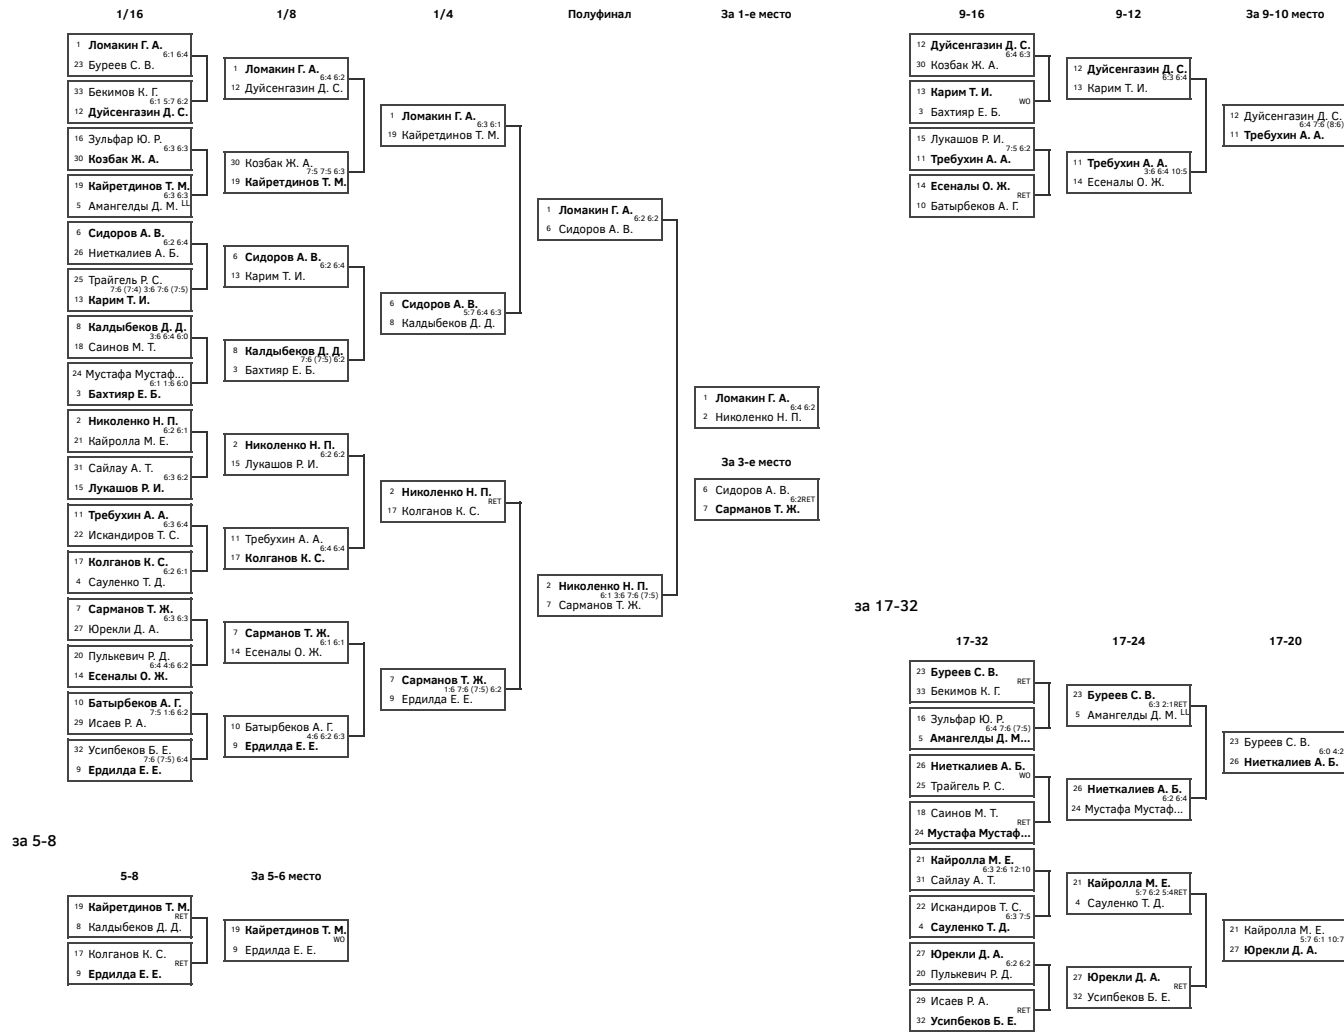 1/16
1 Ломакин Г. А.
6:1 6:4
23 Буреев С. В.
33 Бекимов К. Г.
6:1 5:7 6:2
12 Дуйсенгазин Д. С.
16 Зульфар Ю. Р.
6:3 6:3
30 Козбак Ж. А.
19 Кайретдинов Т. М.
6:3 6:3
5 Амангелды Д. М. LL
6 Сидоров А. В.
6:2 6:4
26 Ниеткалиев А. Б.
25 Трайгель Р. С.
7:6 (7:4) 3:6 7:6 (7:5)
13 Карим Т. И.
8 Калдыбеков Д. Д.
3:6 6:4 6:0
18 Саинов М. Т.
24 Мустафа Мустаф...
6:1 1:6 6:0
3 Бахтияр Е. Б.
2 Николенко Н. П.
6:2 6:1
21 Кайролла М. Е.
31 Сайлау А. Т.
6:3 6:2
15 Лукашов Р. И.
11 Требухин А. А.
6:3 6:4
22 Искандиров Т. С.
17 Колганов К. С.
6:2 6:1
4 Сауленко Т. Д.
7 Сарманов Т. Ж.
6:3 6:3
27 Юрекли Д. А.
20 Пулькевич Р. Д.
6:4 4:6 6:2
14 Есеналы О. Ж.
10 Батырбеков А. Г.
7:5 1:6 6:2
29 Исаев Р. А.
32 Усипбеков Б. Е.
7:6 (7:5) 6:4
9 Ердилда Е. Е.
1/8
1 Ломакин Г. А.
6:4 6:2
12 Дуйсенгазин Д. С.
30 Козбак Ж. А.
7:5 7:5 6:3
19 Кайретдинов Т. М.
6 Сидоров А. В.
6:2 6:4
13 Карим Т. И.
8 Калдыбеков Д. Д.
7:6 (7:5) 6:2
3 Бахтияр Е. Б.
2 Николенко Н. П.
6:2 6:2
15 Лукашов Р. И.
11 Требухин А. А.
6:4 6:4
17 Колганов К. С.
7 Сарманов Т. Ж.
6:1 6:1
14 Есеналы О. Ж.
10 Батырбеков А. Г.
4:6 6:2 6:3
9 Ердилда Е. Е.
1/4
1 Ломакин Г. А.
6:3 6:1
19 Кайретдинов Т. М.
6 Сидоров А. В.
5:7 6:4 6:3
8 Калдыбеков Д. Д.
2 Николенко Н. П.
RET
17 Колганов К. С.
7 Сарманов Т. Ж.
1:6 7:6 (7:5) 6:2
9 Ердилда Е. Е.
Полуфинал
1 Ломакин Г. А.
6:2 6:2
6 Сидоров А. В.
2 Николенко Н. П.
6:1 3:6 7:6 (7:5)
7 Сарманов Т. Ж.
За 1-е место
1 Ломакин Г. А.
6:4 6:2
2 Николенко Н. П.
За 3-е место
6 Сидоров А. В.
6:2RET
7 Сарманов Т. Ж.
9-16
12 Дуйсенгазин Д. С.
6:4 6:3
30 Козбак Ж. А.
13 Карим Т. И.
WO
3 Бахтияр Е. Б.
15 Лукашов Р. И.
7:5 6:2
11 Требухин А. А.
14 Есеналы О. Ж.
RET
10 Батырбеков А. Г.
9-12
12 Дуйсенгазин Д. С.
6:3 6:4
13 Карим Т. И.
11 Требухин А. А.
3:6 6:4 10:5
14 Есеналы О. Ж.
За 9-10 место
12 Дуйсенгазин Д. С.
6:4 7:6 (8:6)
11 Требухин А. А.
за 17-32
17-32
23 Буреев С. В.
RET
33 Бекимов К. Г.
16 Зульфар Ю. Р.
6:4 7:6 (7:5)
5 Амангелды Д. М...
26 Ниеткалиев А. Б.
WO
25 Трайгель Р. С.
18 Саинов М. Т.
RET
24 Мустафа Мустаф...
21 Кайролла М. Е.
6:3 2:6 12:10
31 Сайлау А. Т.
22 Искандиров Т. С.
6:3 7:5
4 Сауленко Т. Д.
27 Юрекли Д. А.
6:2 6:2
20 Пулькевич Р. Д.
29 Исаев Р. А.
RET
32 Усипбеков Б. Е.
17-24
23 Буреев С. В.
6:3 2:1RET
5 Амангелды Д. М. LL
26 Ниеткалиев А. Б.
6:2 6:4
24 Мустафа Мустаф...
21 Кайролла М. Е.
5:7 6:2 5:4RET
4 Сауленко Т. Д.
27 Юрекли Д. А.
RET
32 Усипбеков Б. Е.
17-20
23 Буреев С. В.
6:0 4:2
26 Ниеткалиев А. Б.
21 Кайролла М. Е.
5:7 6:1 10:7
27 Юрекли Д. А.
за 5-8
5-8
19 Кайретдинов Т. М.
RET
8 Калдыбеков Д. Д.
17 Колганов К. С.
RET
9 Ердилда Е. Е.
За 5-6 место
19 Кайретдинов Т. М.
WO
9 Ердилда Е. Е.